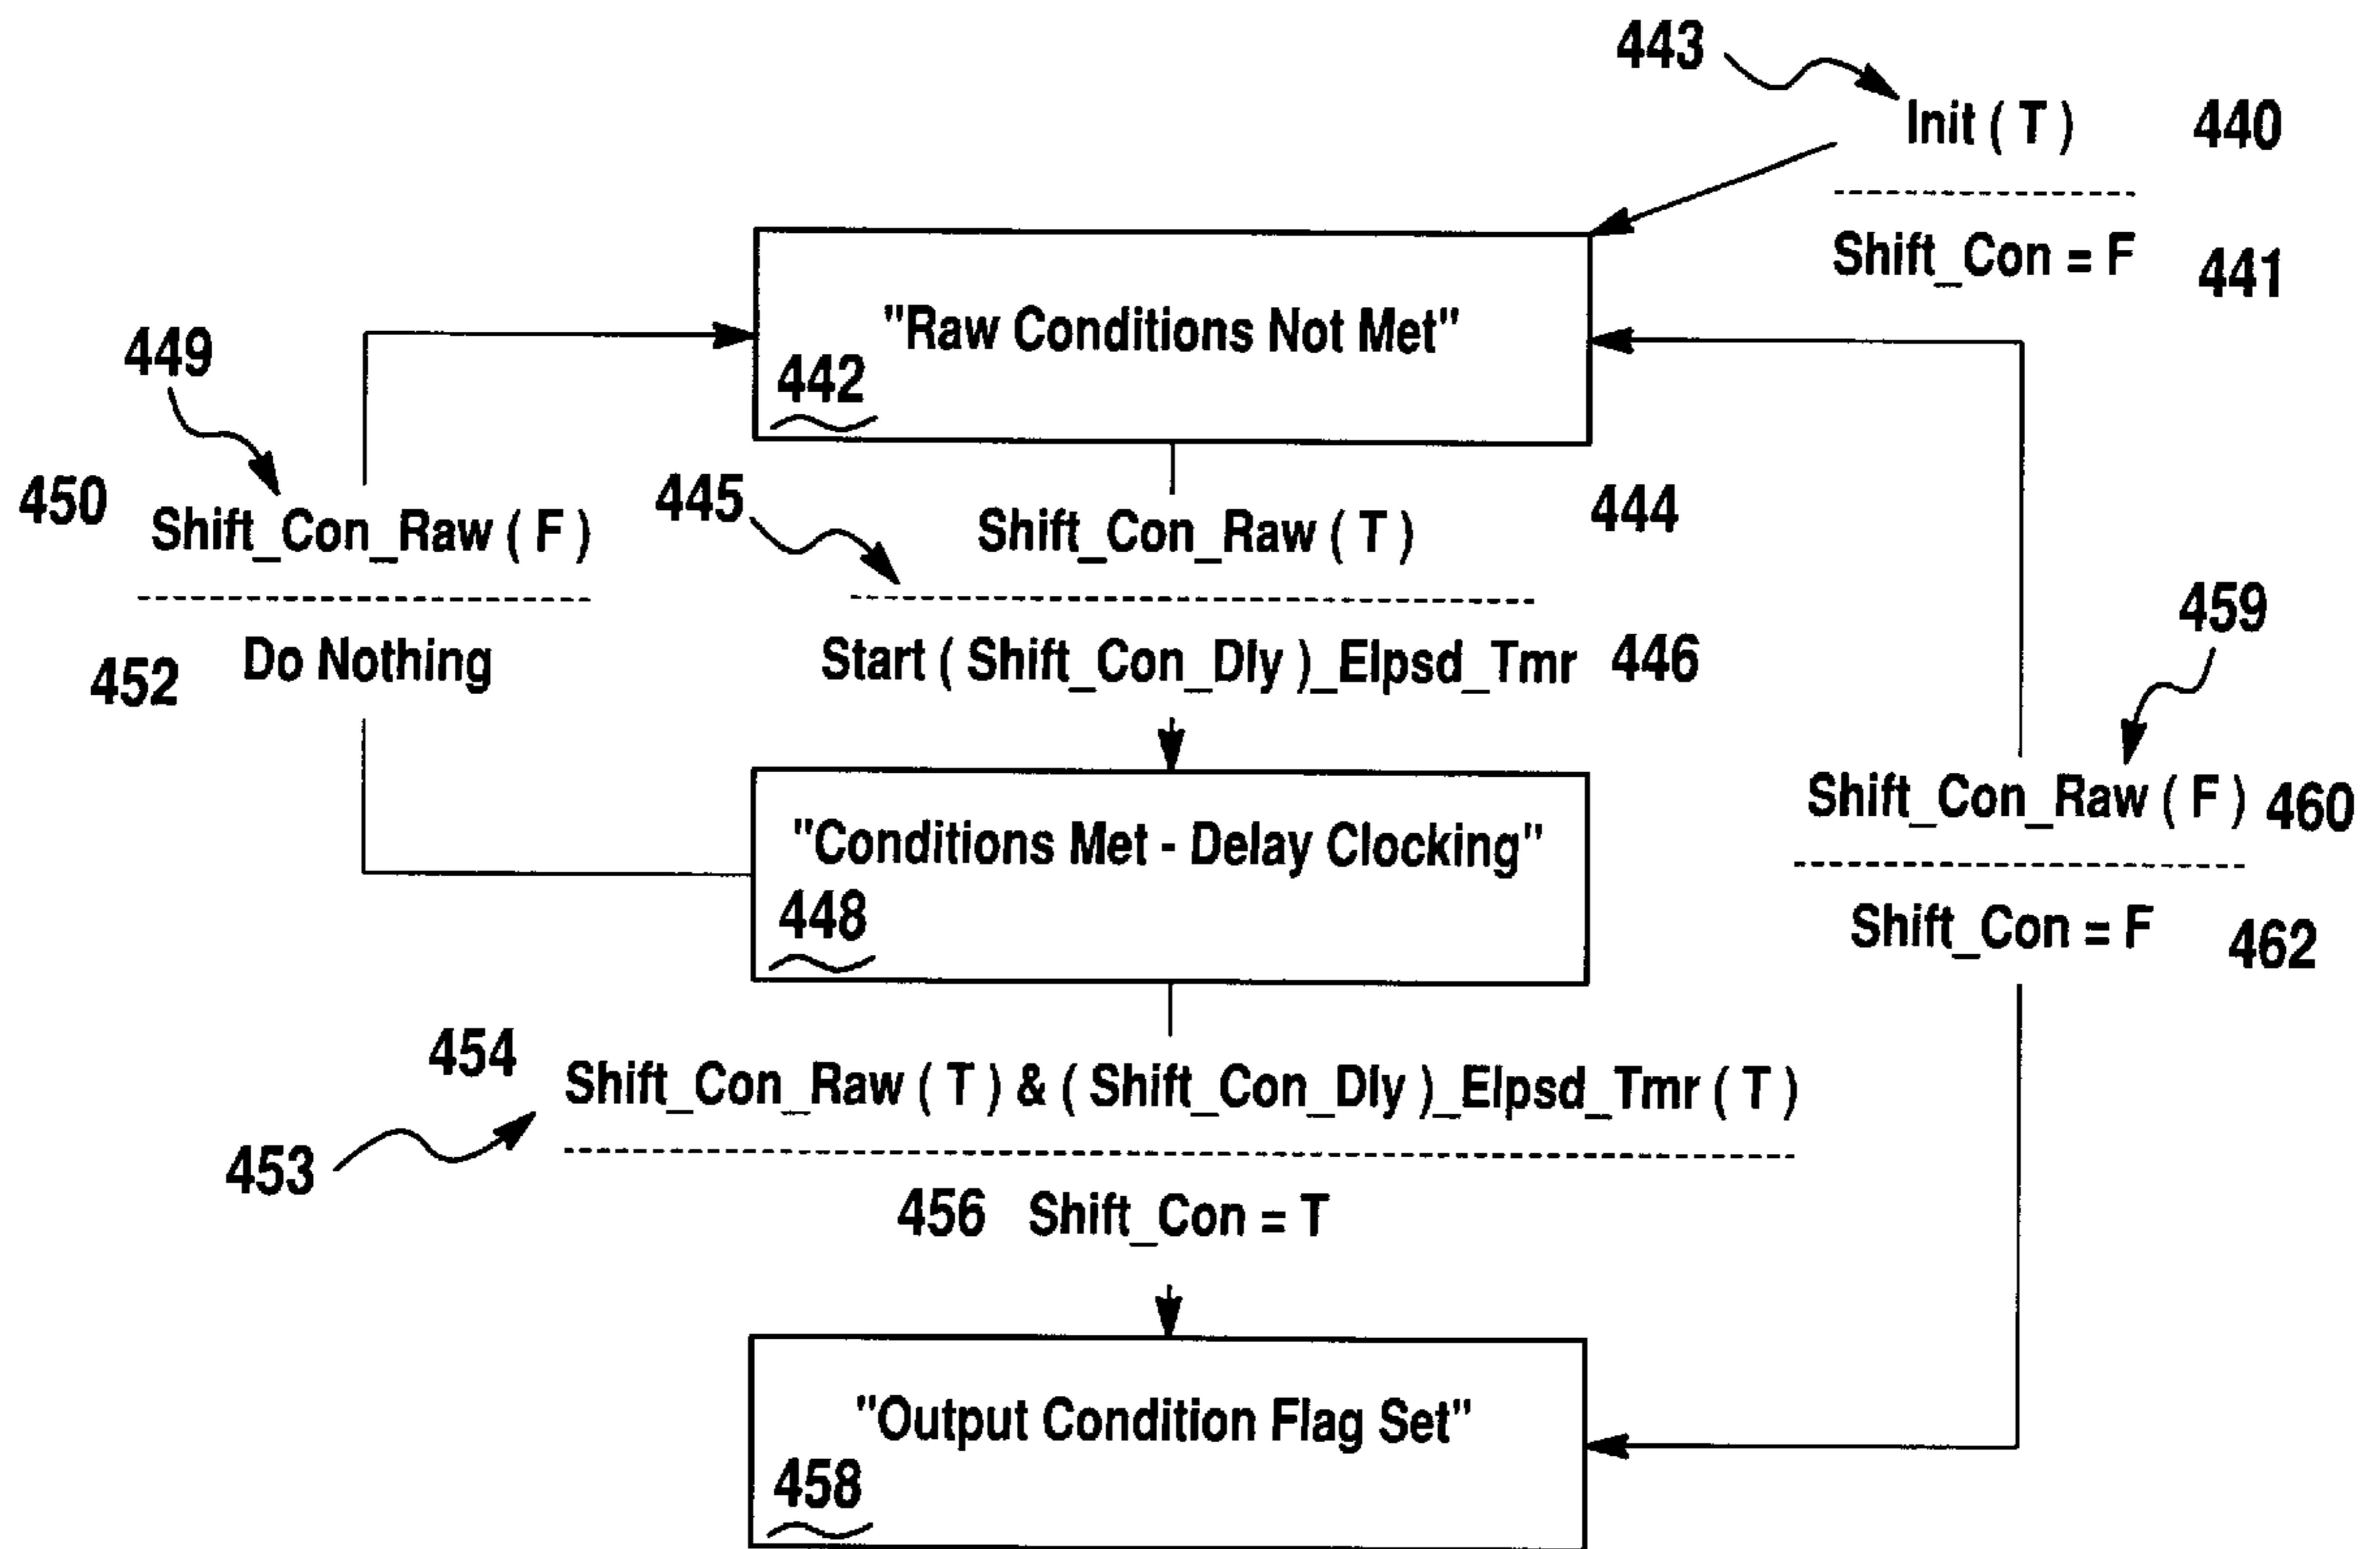 443
Init ( T ) 440
Shift_Con = F 441
"Raw Conditions Not Met"
442
449
450 Shift_Con_Raw ( F )
452 Do Nothing
445
Shift_Con_Raw ( T ) 444
Start ( Shift_Con_Dly )_Elpsd_Tmr 446
459
Shift_Con_Raw ( F ) 460
Shift_Con = F 462
"Conditions Met - Delay Clocking"
448
454 Shift_Con_Raw ( T ) & ( Shift_Con_Dly )_Elpsd_Tmr ( T )
453
456 Shift_Con = T
"Output Condition Flag Set"
458